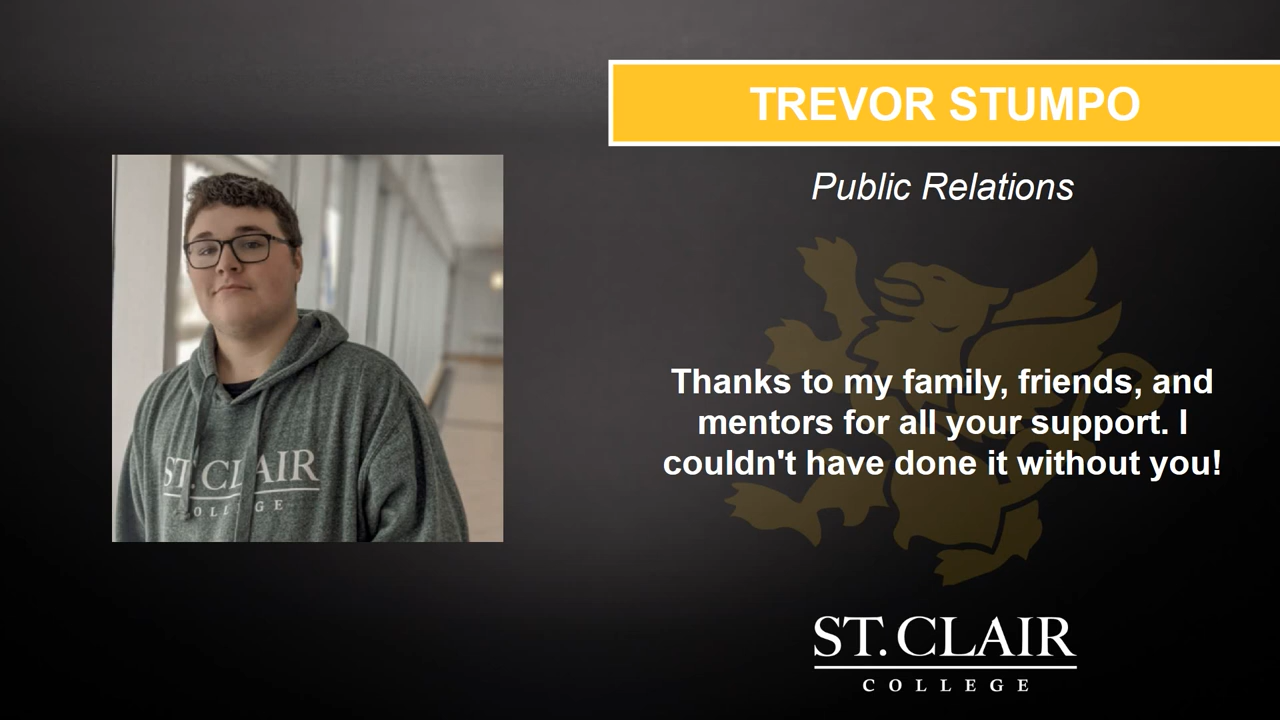 TREVOR STUMPO
Public Relations
Thanks to my family, friends, and
mentors for all your support. I
couldn't have done it without you!
ST. CLAIR
COLLEGE
ST. CLAIR
COLLEGE